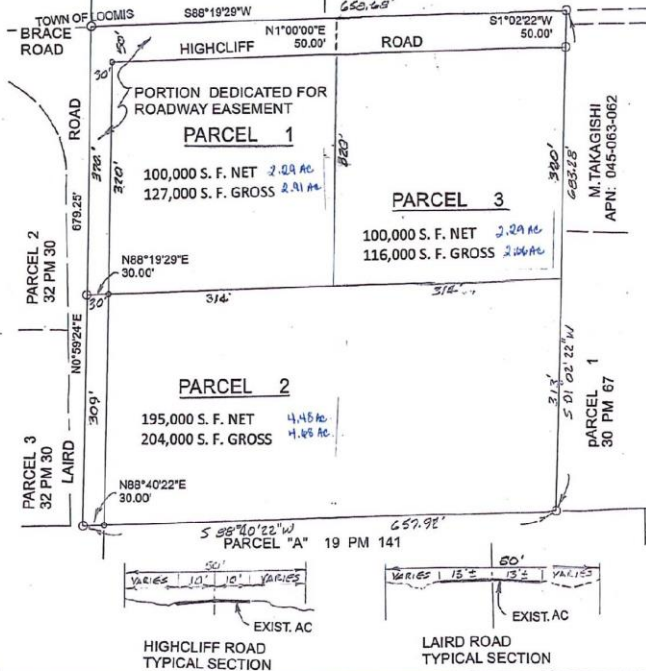 TOWN OF LOOMIS
S88°19'29"W
658.68'
BRACE
ROAD
50'
N1°00'00"E
50.00'
S1°02'22"W
50.00'
HIGHCLIFF
ROAD
30'
PORTION DEDICATED FOR
ROADWAY EASEMENT
PARCEL 1
100,000 S. F. NET 2.29 AC
127,000 S. F. GROSS 2.91 AC
ROAD
370'
320'
679.25'
PARCEL 3
100,000 S. F. NET 2.29 AC
116,000 S. F. GROSS
683.28'
M.TAKAGISHI
APN: 045-063-062
PARCEL 2
32 PM 30
N88°19'29"E
30.00'
30'
314'
314'
N0°59'24"E
PARCEL 2
195,000 S. F. NET 4.48 AC
204,000 S. F. GROSS 4.68 AC
309'
313'
S 01°02'22"W
PARCEL 1
30 PM 67
PARCEL 3
32 PM 30
LAIRD
N88°40'22"E
30.00'
S 88°40'22"W
657.92'
PARCEL "A" 19 PM 141
50'
VARIES 10' 10' VARIES
EXIST. AC
HIGHCLIFF ROAD
TYPICAL SECTION
60'
VARIES 13'± 13'± VARIES
EXIST. AC
LAIRD ROAD
TYPICAL SECTION